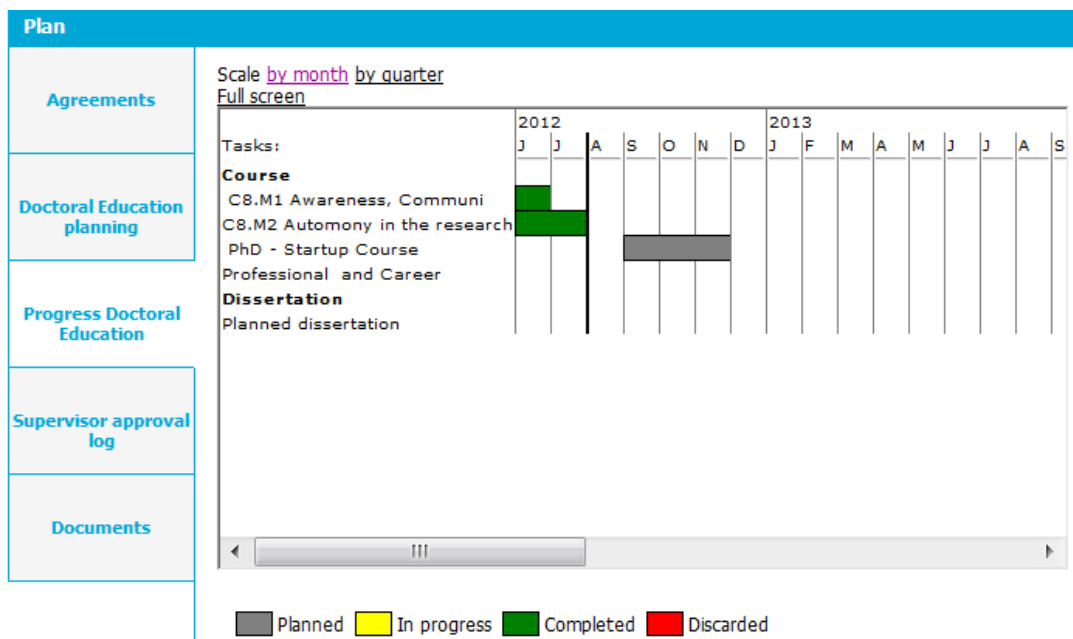 Plan
Agreements
Doctoral Education
planning
Progress Doctoral
Education
Supervisor approval
log
Documents
Scale by month by quarter
Full screen
2012 2013
Tasks: J J A S O N D J F M A M J J A S
Course
C8.M1 Awareness, Communi
C8.M2 Automony in the research
PhD - Startup Course
Professional and Career
Dissertation
Planned dissertation
Planned In progress Completed Discarded